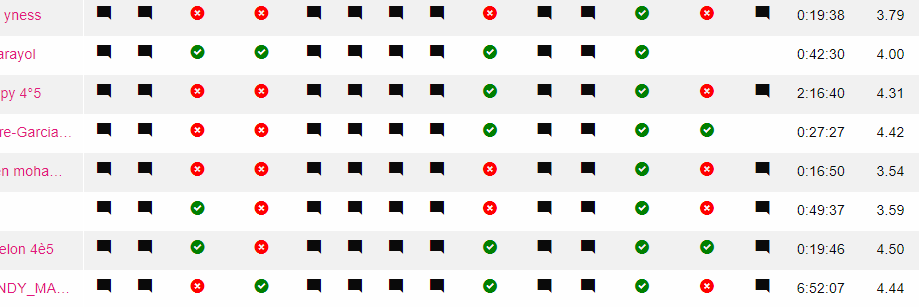 yness 0:19:38 3.79
arayol 0:42:30 4.00
py 4°5 2:16:40 4.31
re-Garcia... 0:27:27 4.42
en moha... 0:16:50 3.54
0:49:37 3.59
elon 4è5 0:19:46 4.50
NDY_MA... 6:52:07 4.44